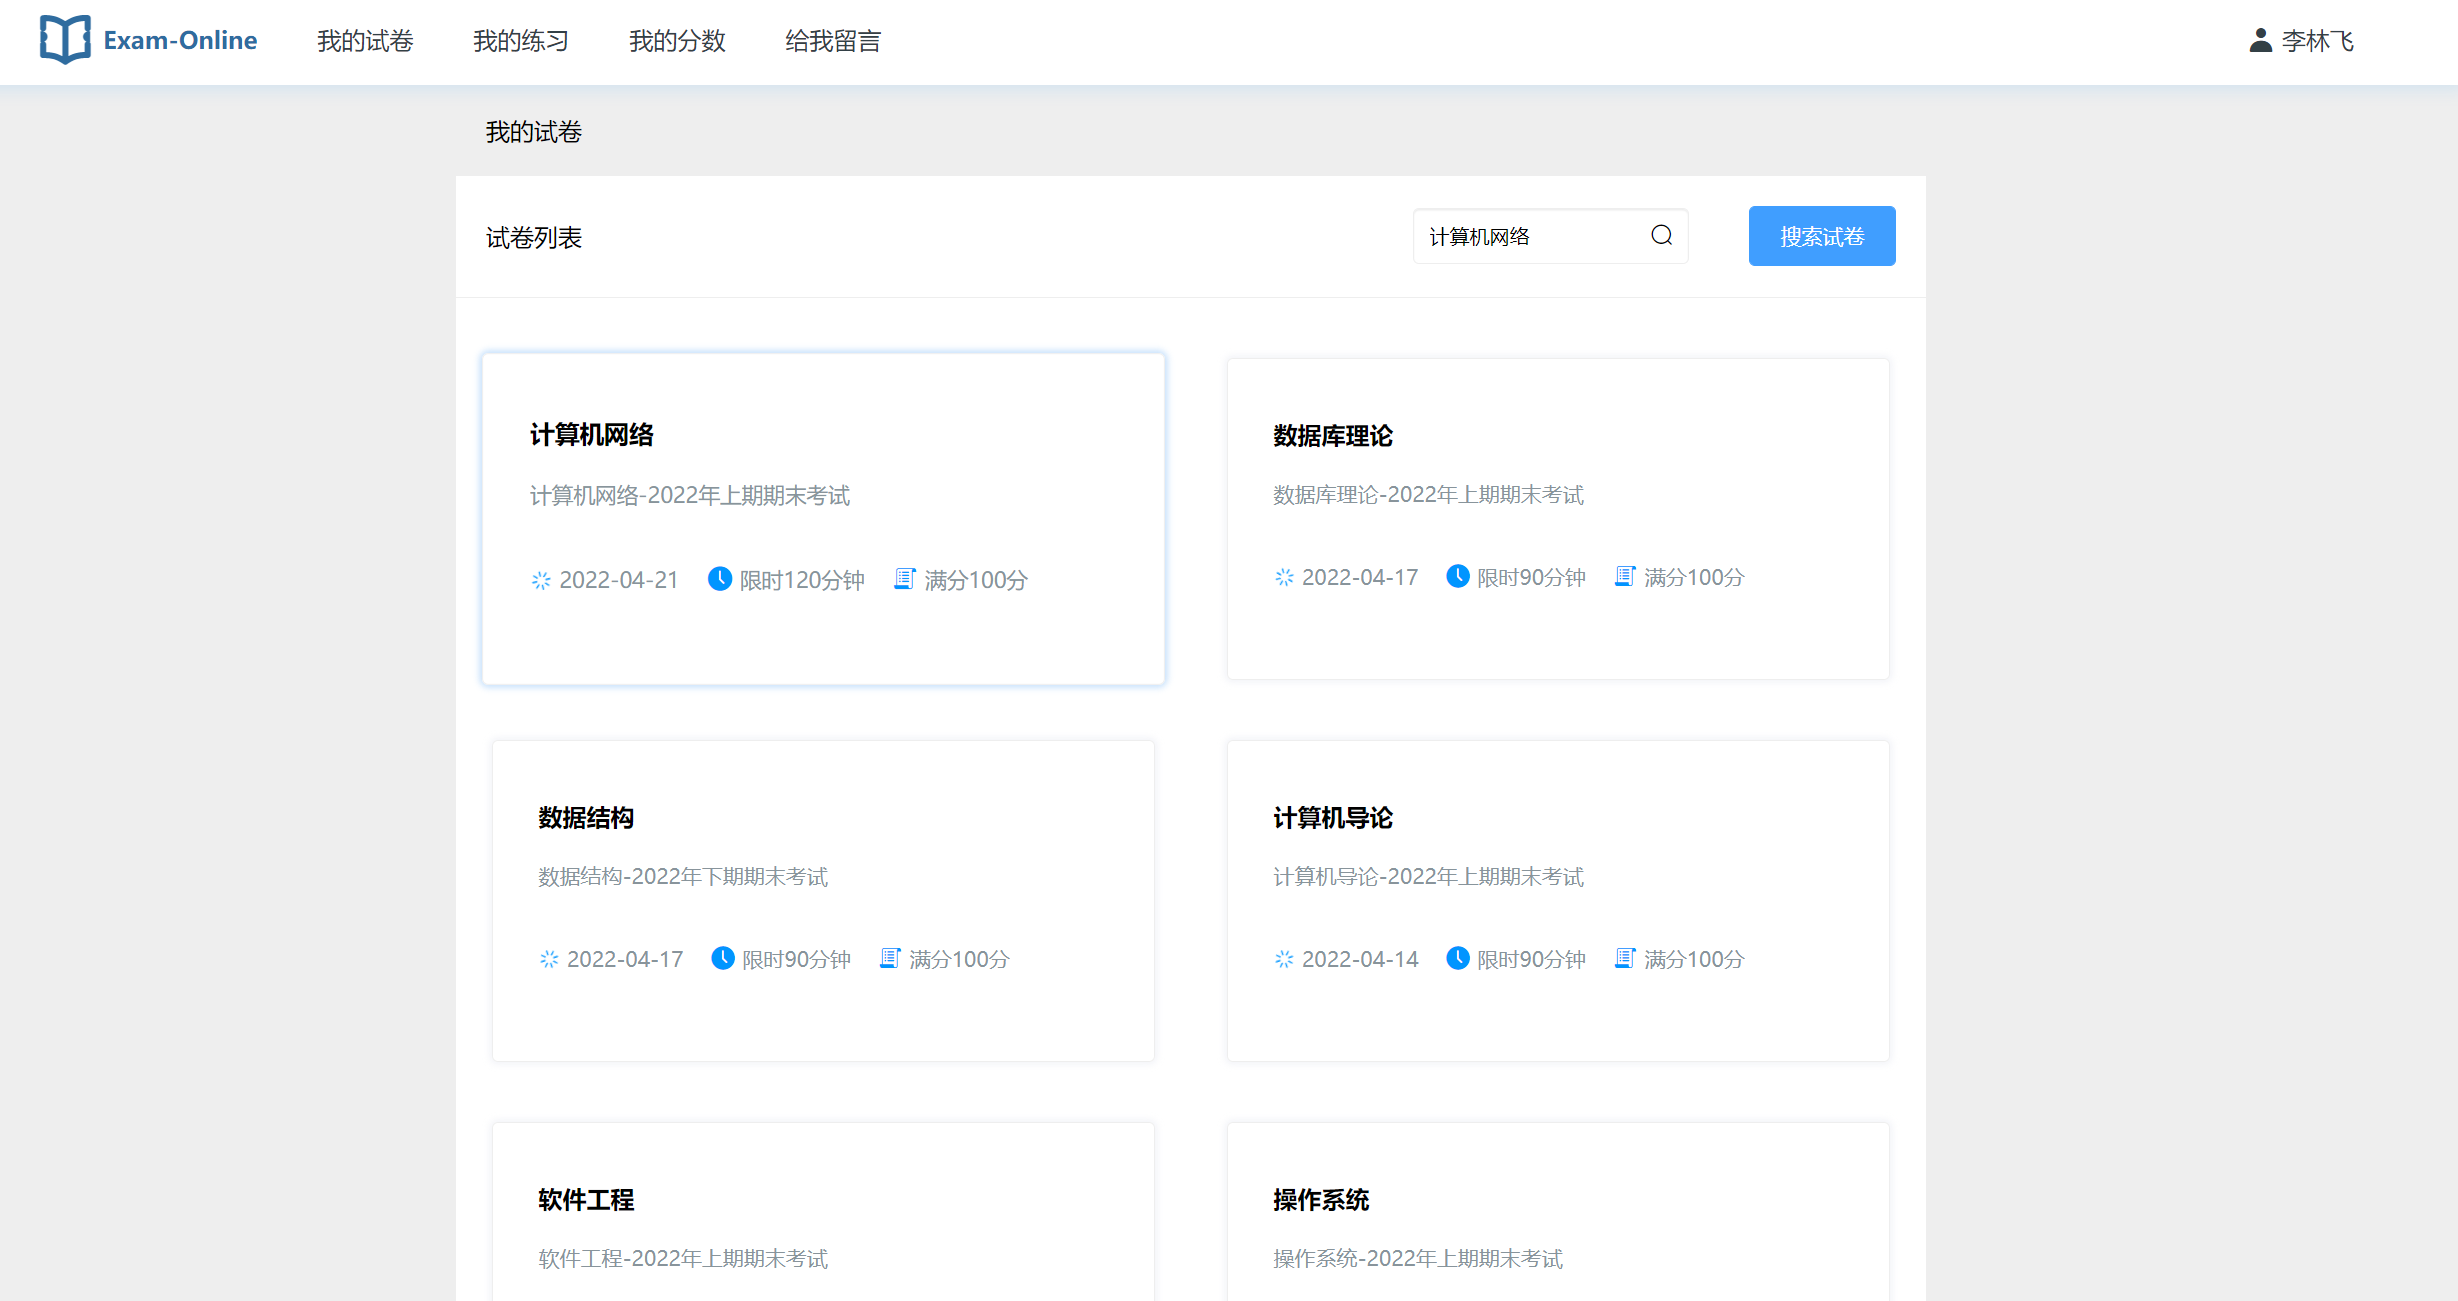 Exam-Online 我的试卷 我的练习 我的分数 给我留言 李林飞
我的试卷
试卷列表 计算机网络 搜索试卷
计算机网络
计算机网络-2022年上期期末考试
2022-04-21 限时120分钟 满分100分
数据库理论
数据库理论-2022年上期期末考试
2022-04-17 限时90分钟 满分100分
数据结构
数据结构-2022年下期期末考试
2022-04-17 限时90分钟 满分100分
计算机导论
计算机导论-2022年上期期末考试
2022-04-14 限时90分钟 满分100分
软件工程
软件工程-2022年上期期末考试
操作系统
操作系统-2022年上期期末考试